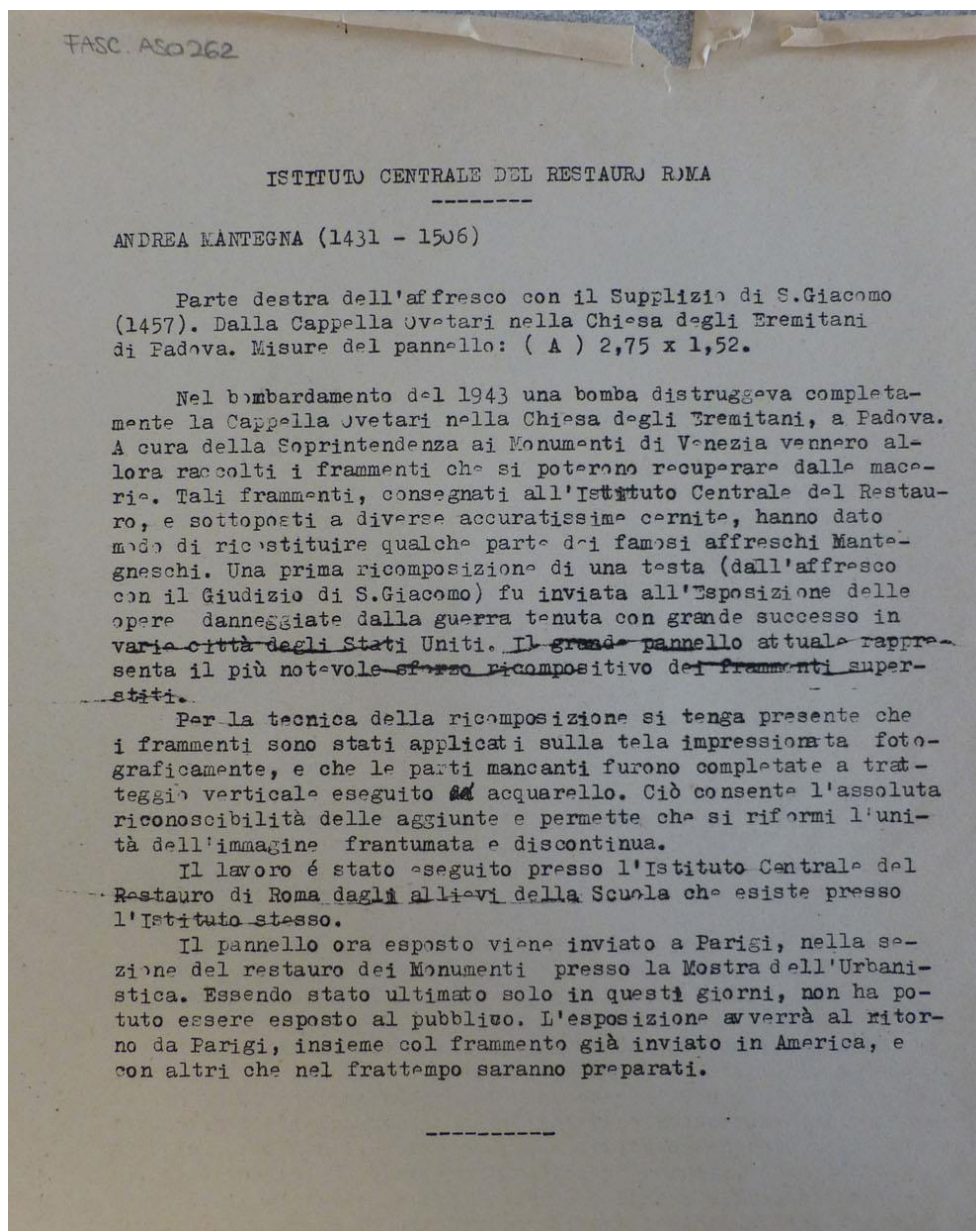 FASC. ASO262
ISTITUTO CENTRALE DEL RESTAURO ROMA
--------
ANDREA MANTEGNA (1431 - 1506)
Parte destra dell'affresco con il Supplizio di S.Giacomo
(1457). Dalla Cappella Ovetari nella Chiesa degli Eremitani
di Padova. Misure del pannello: ( A ) 2,75 x 1,52.
Nel bombardamento del 1943 una bomba distruggeva completa-
mente la Cappella Ovetari nella Chiesa degli Eremitani, a Padova.
A cura della Soprintendenza ai Monumenti di Venezia vennero al-
lora raccolti i frammenti che si poterono recuperare dalle mace-
rie. Tali frammenti, consegnati all'Istituto Centrale del Restau-
ro, e sottoposti a diverse accuratissime cernite, hanno dato
modo di ricostituire qualche parte dei famosi affreschi Mante-
gneschi. Una prima ricomposizione di una testa (dall'affresco
con il Giudizio di S.Giacomo) fu inviata all'Esposizione delle
opere danneggiate dalla guerra tenuta con grande successo in
varie città degli Stati Uniti. Il grande pannello attuale rappre-
senta il più notevole sforso ricompositivo dei frammenti super-
stiti.
Per la tecnica della ricomposizione si tenga presente che
i frammenti sono stati applicati sulla tela impressionata foto-
graficamente, e che le parti mancanti furono completate a trat-
teggio verticale eseguito ad acquarello. Ciò consente l'assoluta
riconoscibilità delle aggiunte e permette che si riformi l'uni-
tà dell'immagine frantumata e discontinua.
Il lavoro é stato eseguito presso l'Istituto Centrale del
Restauro di Roma dagli allievi della Scuola che esiste presso
l'Istituto stesso.
Il pannello ora esposto viene inviato a Parigi, nella se-
zione del restauro dei Monumenti presso la Mostra dell'Urbani-
stica. Essendo stato ultimato solo in questi giorni, non ha po-
tuto essere esposto al pubblico. L'esposizione avverrà al ritor-
no da Parigi, insieme col frammento già inviato in America, e
con altri che nel frattempo saranno preparati.
----------